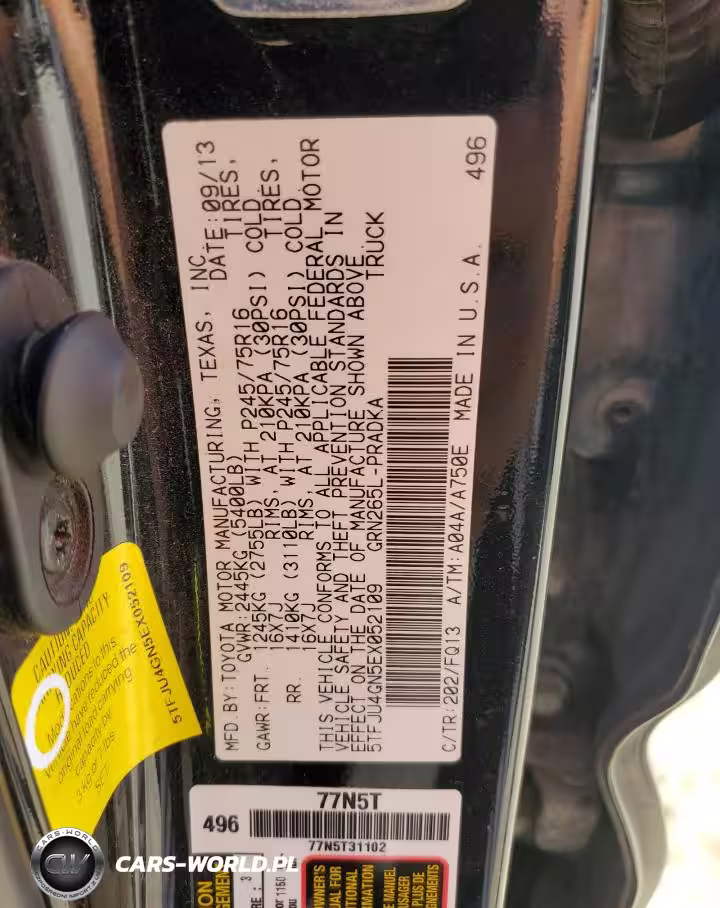 MFD.BY:TOYOTA MOTOR MANUFACTURING, TEXAS, INC.
GVWR:2445KG (5400LB) DATE:09/13
GAWR:FRT. 1245KG (2755LB) WITH P245/75R16 TIRES,
16X7J RIMS, AT 210KPA (30PSI) COLD.
RR. 1410KG (3110LB) WITH P245/75R16 TIRES,
16X7J RIMS, AT 210KPA (30PSI) COLD.
THIS VEHICLE CONFORMS TO ALL APPLICABLE FEDERAL MOTOR
VEHICLE SAFETY AND THEFT PREVENTION STANDARDS IN
EFFECT ON THE DATE OF MANUFACTURE SHOWN ABOVE.
5TFJU4GN5EX052109 GRN265L-PRADKA TRUCK
C/TR:202/FQ13 A/TM:A04A/A750E MADE IN U.S.A. 496
5TFJU4GN5EX052109
77N5T
496
77N5T31102
CARS-WORLD.PL